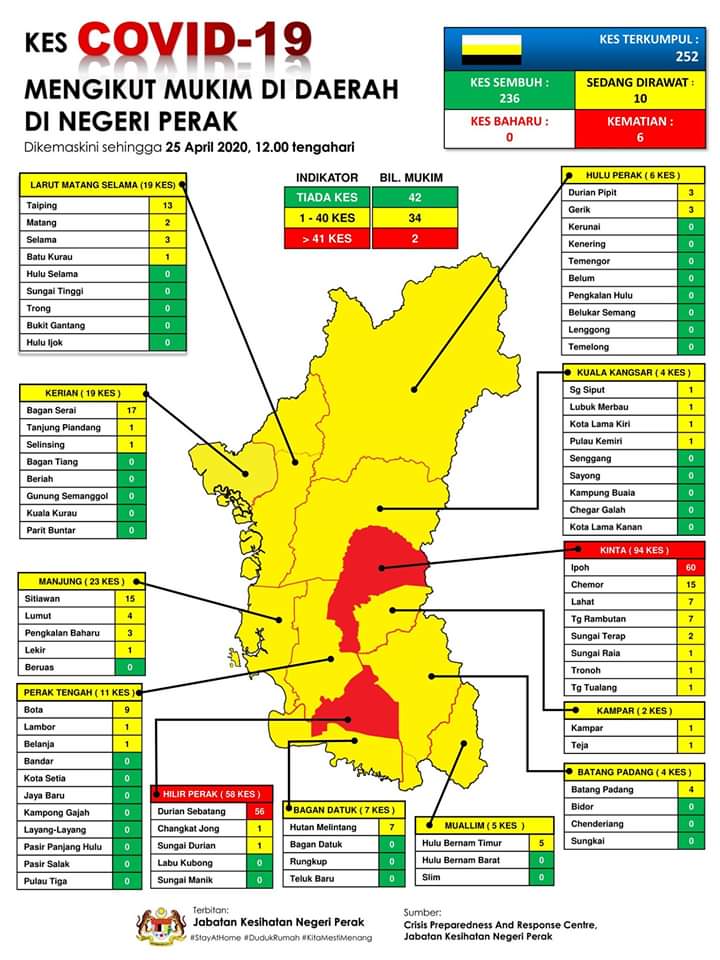 KES COVID-19
MENGIKUT MUKIM DI DAERAH
DI NEGERI PERAK
Dikemaskini sehingga 25 April 2020, 12.00 tengahari
KES TERKUMPUL :
252
KES SEMBUH :
236
SEDANG DIRAWAT :
10
KES BAHARU :
0
KEMATIAN :
6
INDIKATOR BIL. MUKIM
TIADA KES 42
1 - 40 KES 34
> 41 KES 2
LARUT MATANG SELAMA (19 KES)
Taiping 13
Matang 2
Selama 3
Batu Kurau 1
Hulu Selama 0
Sungai Tinggi 0
Trong 0
Bukit Gantang 0
Hulu Ijok 0
HULU PERAK ( 6 KES )
Durian Pipit 3
Gerik 3
Kerunai 0
Kenering 0
Temengor 0
Belum 0
Pengkalan Hulu 0
Belukar Semang 0
Lenggong 0
Temelong 0
KERIAN ( 19 KES )
Bagan Serai 17
Tanjung Piandang 1
Selinsing 1
Bagan Tiang 0
Beriah 0
Gunung Semanggol 0
Kuala Kurau 0
Parit Buntar 0
KUALA KANGSAR ( 4 KES )
Sg Siput 1
Lubuk Merbau 1
Kota Lama Kiri 1
Pulau Kemiri 1
Senggang 0
Sayong 0
Kampung Buaia 0
Chegar Galah 0
Kota Lama Kanan 0
KINTA ( 94 KES )
Ipoh 60
Chemor 15
Lahat 7
Tg Rambutan 7
Sungai Terap 2
Sungai Raia 1
Tronoh 1
Tg Tualang 1
MANJUNG ( 23 KES )
Sitiawan 15
Lumut 4
Pengkalan Baharu 3
Lekir 1
Beruas 0
PERAK TENGAH ( 11 KES )
Bota 9
Lambor 1
Belanja 1
Bandar 0
Kota Setia 0
Jaya Baru 0
Kampong Gajah 0
Layang-Layang 0
Pasir Panjang Hulu 0
Pasir Salak 0
Pulau Tiga 0
KAMPAR ( 2 KES )
Kampar 1
Teja 1
BATANG PADANG ( 4 KES )
Batang Padang 4
Bidor 0
Chenderiang 0
Sungkai 0
HILIR PERAK ( 58 KES )
Durian Sebatang 56
Changkat Jong 1
Sungai Durian 1
Labu Kubong 0
Sungai Manik 0
BAGAN DATUK ( 7 KES )
Hutan Melintang 7
Bagan Datuk 0
Rungkup 0
Teluk Baru 0
MUALLIM ( 5 KES )
Hulu Bernam Timur 5
Hulu Bernam Barat 0
Slim 0
Terbitan:
Jabatan Kesihatan Negeri Perak
#StayAtHome #DudukRumah #KitaMestiMenang
Sumber:
Crisis Preparedness And Response Centre,
Jabatan Kesihatan Negeri Perak